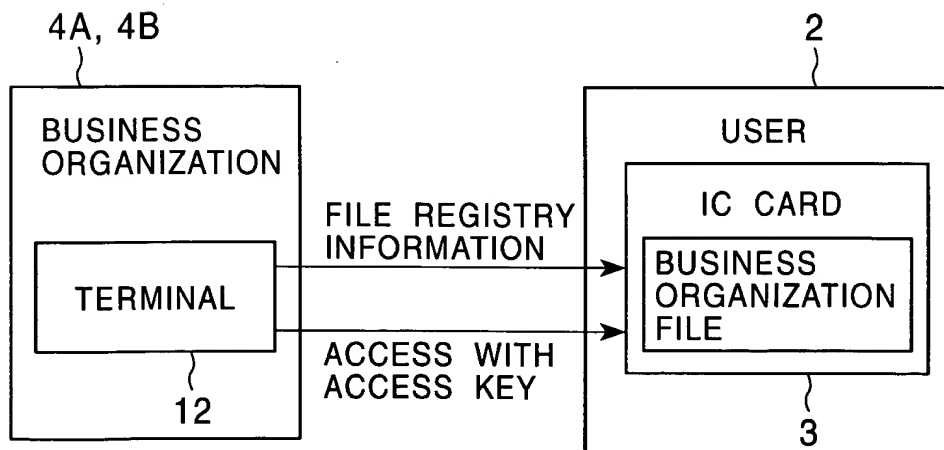 4A, 4B
2
BUSINESS
ORGANIZATION
USER
IC CARD
FILE REGISTRY
INFORMATION
TERMINAL
BUSINESS
ORGANIZATION
FILE
ACCESS WITH
ACCESS KEY
12
3